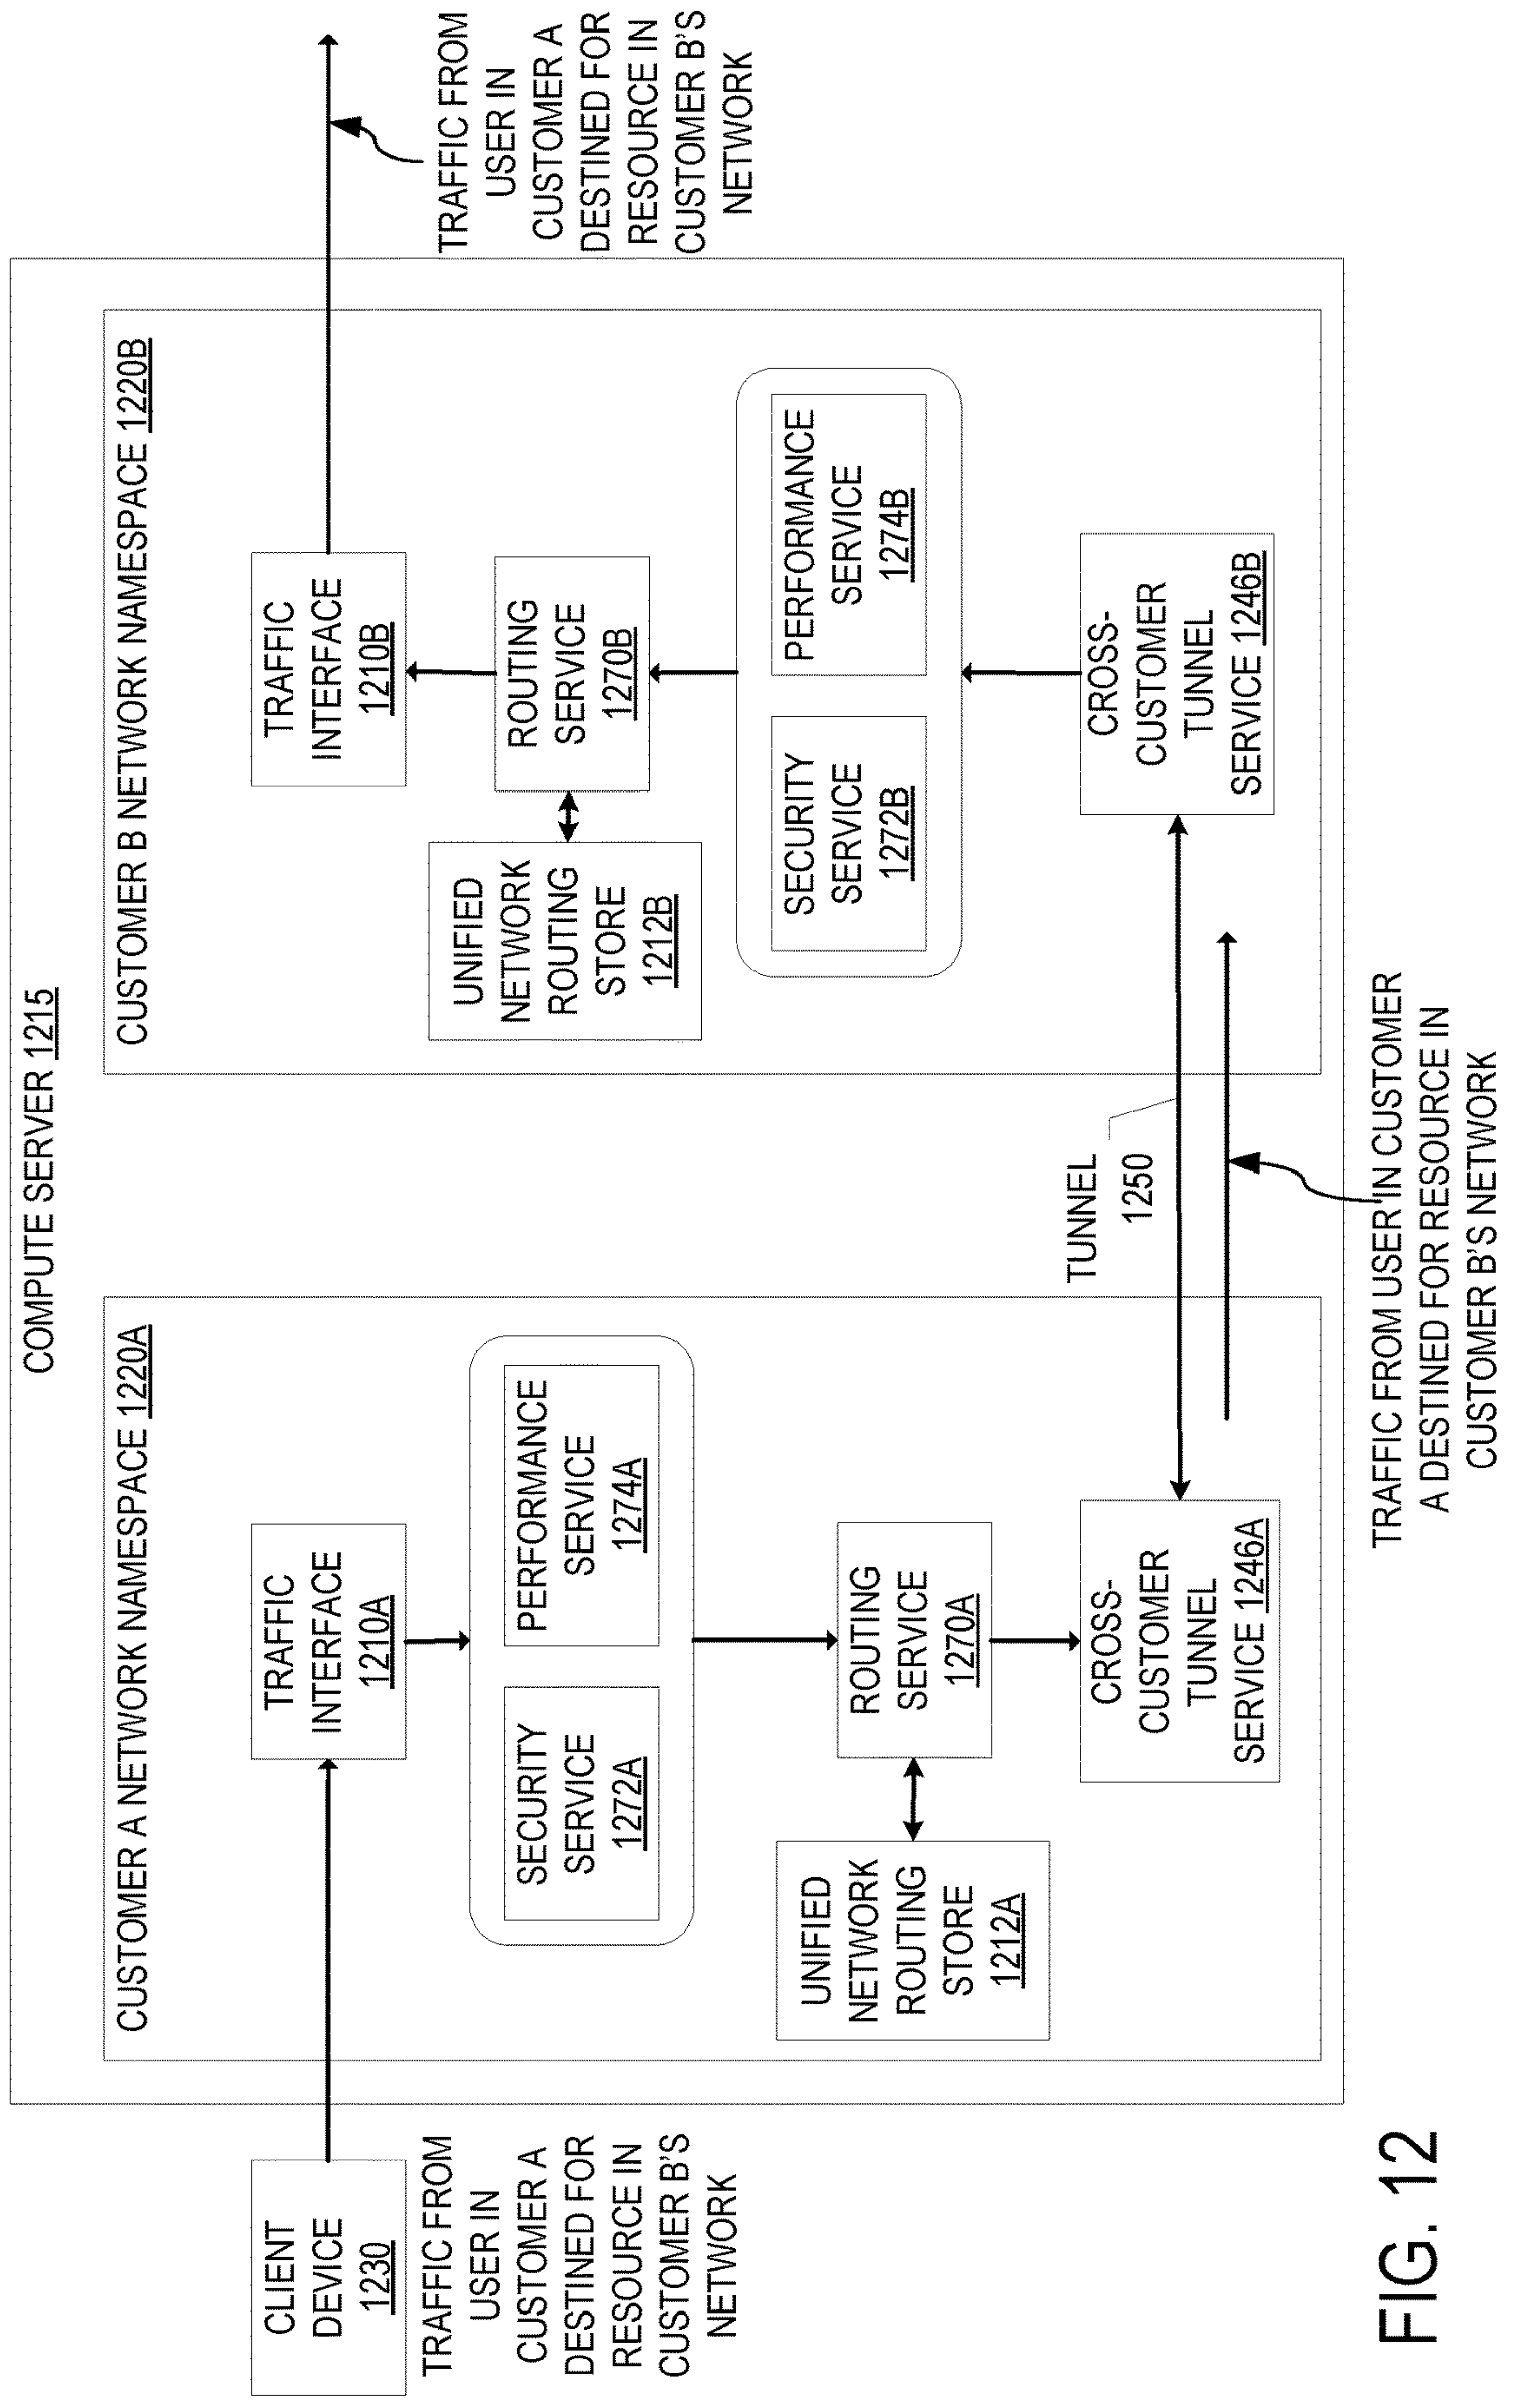 COMPUTE SERVER 1215
CUSTOMER A NETWORK NAMESPACE 1220A
CLIENT
DEVICE
1230
TRAFFIC FROM
USER IN
CUSTOMER A
DESTINED FOR
RESOURCE IN
CUSTOMER B'S
NETWORK
TRAFFIC
INTERFACE
1210A
SECURITY
SERVICE
1272A
PERFORMANCE
SERVICE
1274A
UNIFIED
NETWORK
ROUTING
STORE
1212A
ROUTING
SERVICE
1270A
CROSS-
CUSTOMER
TUNNEL
SERVICE 1246A
TUNNEL
1250
TRAFFIC FROM USER IN CUSTOMER
A DESTINED FOR RESOURCE IN
CUSTOMER B'S NETWORK
CUSTOMER B NETWORK NAMESPACE 1220B
TRAFFIC
INTERFACE
1210B
UNIFIED
NETWORK
ROUTING
STORE
1212B
ROUTING
SERVICE
1270B
SECURITY
SERVICE
1272B
PERFORMANCE
SERVICE
1274B
CROSS-
CUSTOMER
TUNNEL
SERVICE 1246B
TRAFFIC FROM
USER IN
CUSTOMER A
DESTINED FOR
RESOURCE IN
CUSTOMER B'S
NETWORK
FIG. 12